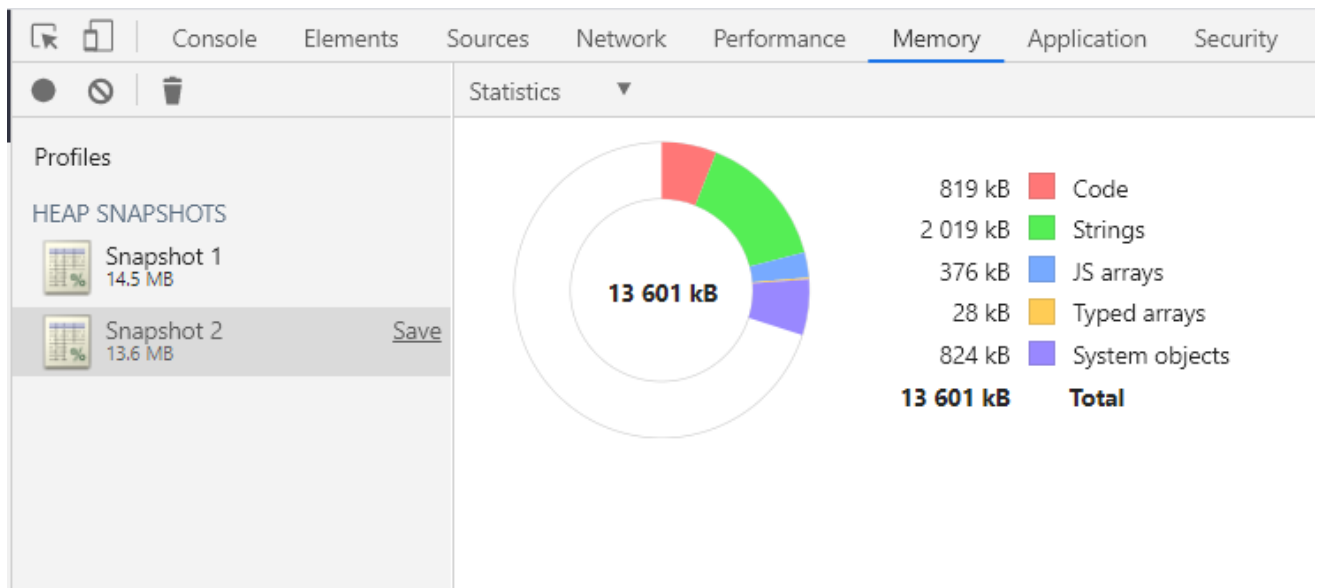 Console Elements Sources Network Performance Memory Application Security
Statistics ▼
Profiles
HEAP SNAPSHOTS
Snapshot 1
14.5 MB
Snapshot 2 Save
13.6 MB
13 601 kB
819 kB Code
2 019 kB Strings
376 kB JS arrays
28 kB Typed arrays
824 kB System objects
13 601 kB Total